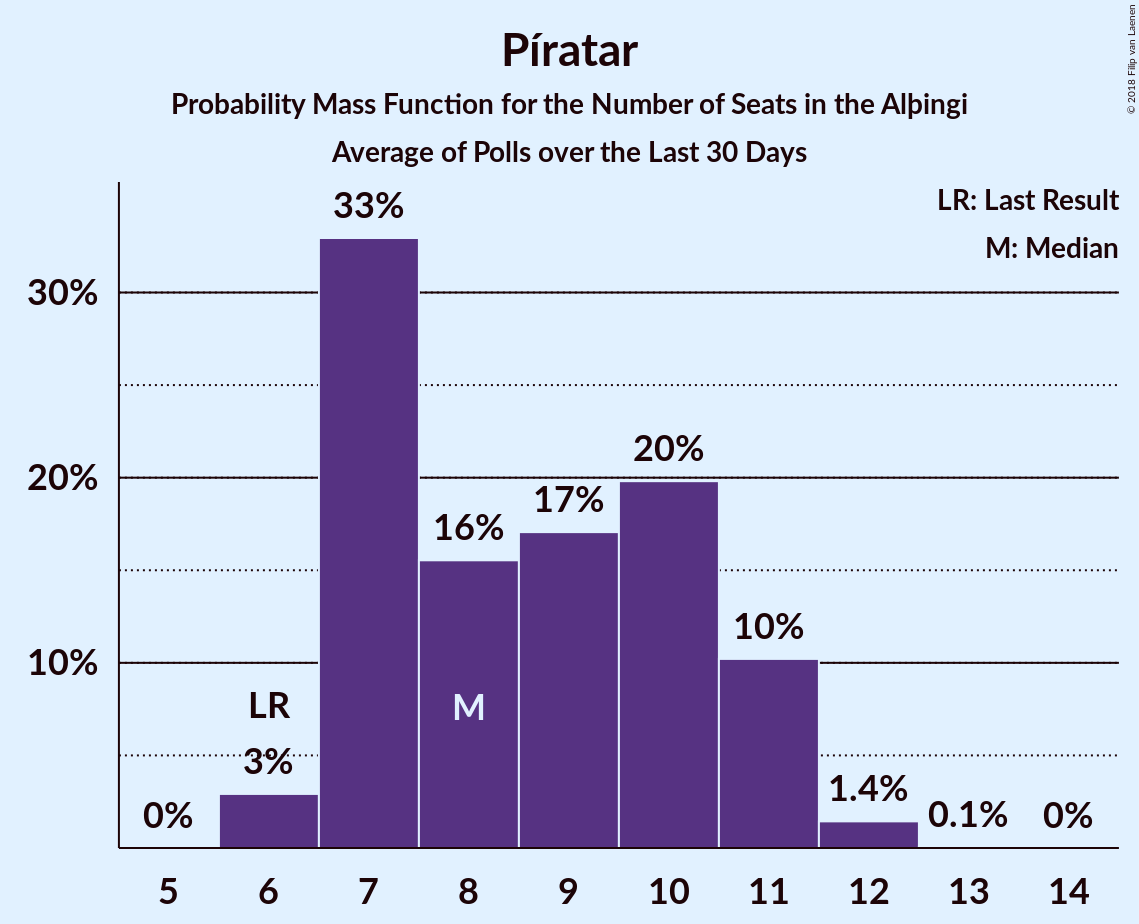 Píratar
Probability Mass Function for the Number of Seats in the Alþingi
Average of Polls over the Last 30 Days
© 2018 Filip van Laenen
LR: Last Result
M: Median
33%
30%
20%
20%
17%
16%
10%
10%
LR
M
3%
1.4%
0%
0.1%
0%
5 6 7 8 9 10 11 12 13 14